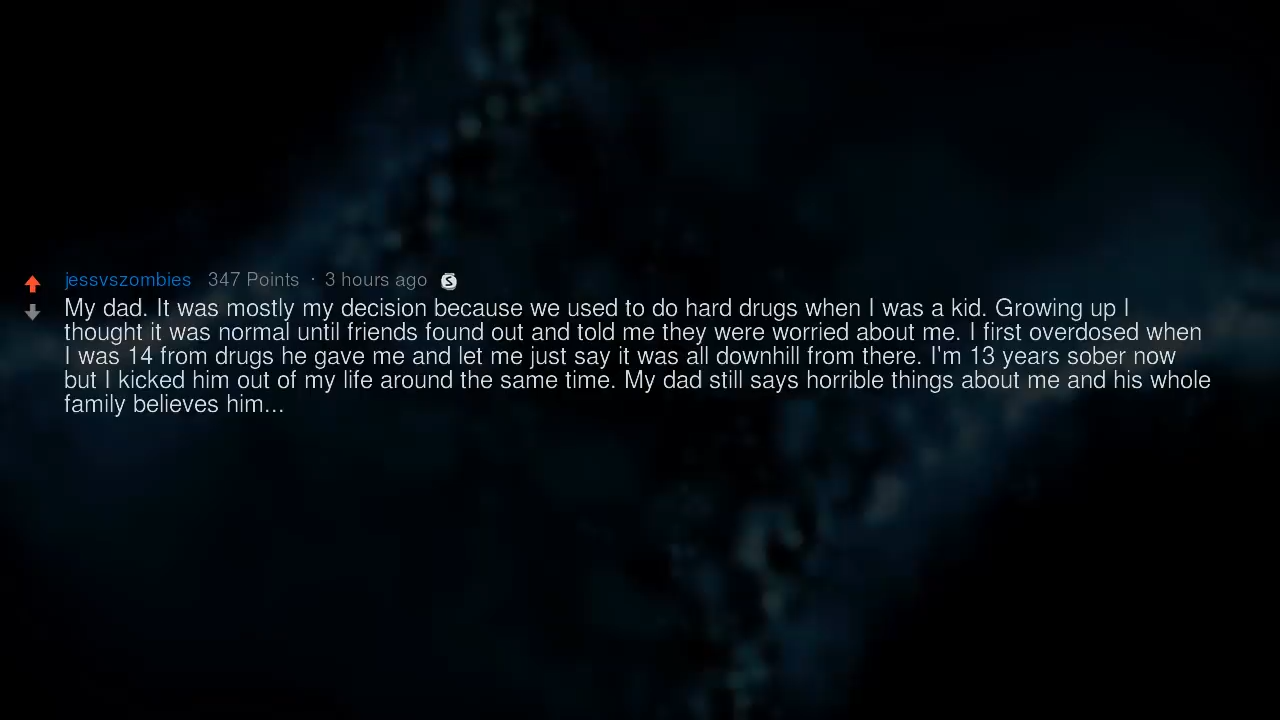 jessvszombies 347 Points · 3 hours ago S
My dad. It was mostly my decision because we used to do hard drugs when I was a kid. Growing up I
thought it was normal until friends found out and told me they were worried about me. I first overdosed when
I was 14 from drugs he gave me and let me just say it was all downhill from there. I'm 13 years sober now
but I kicked him out of my life around the same time. My dad still says horrible things about me and his whole
family believes him...